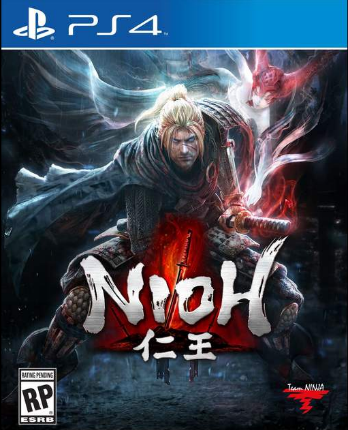 PS4
NIOH
仁王
RATING PENDING
RP
ESRB
Team NINJA